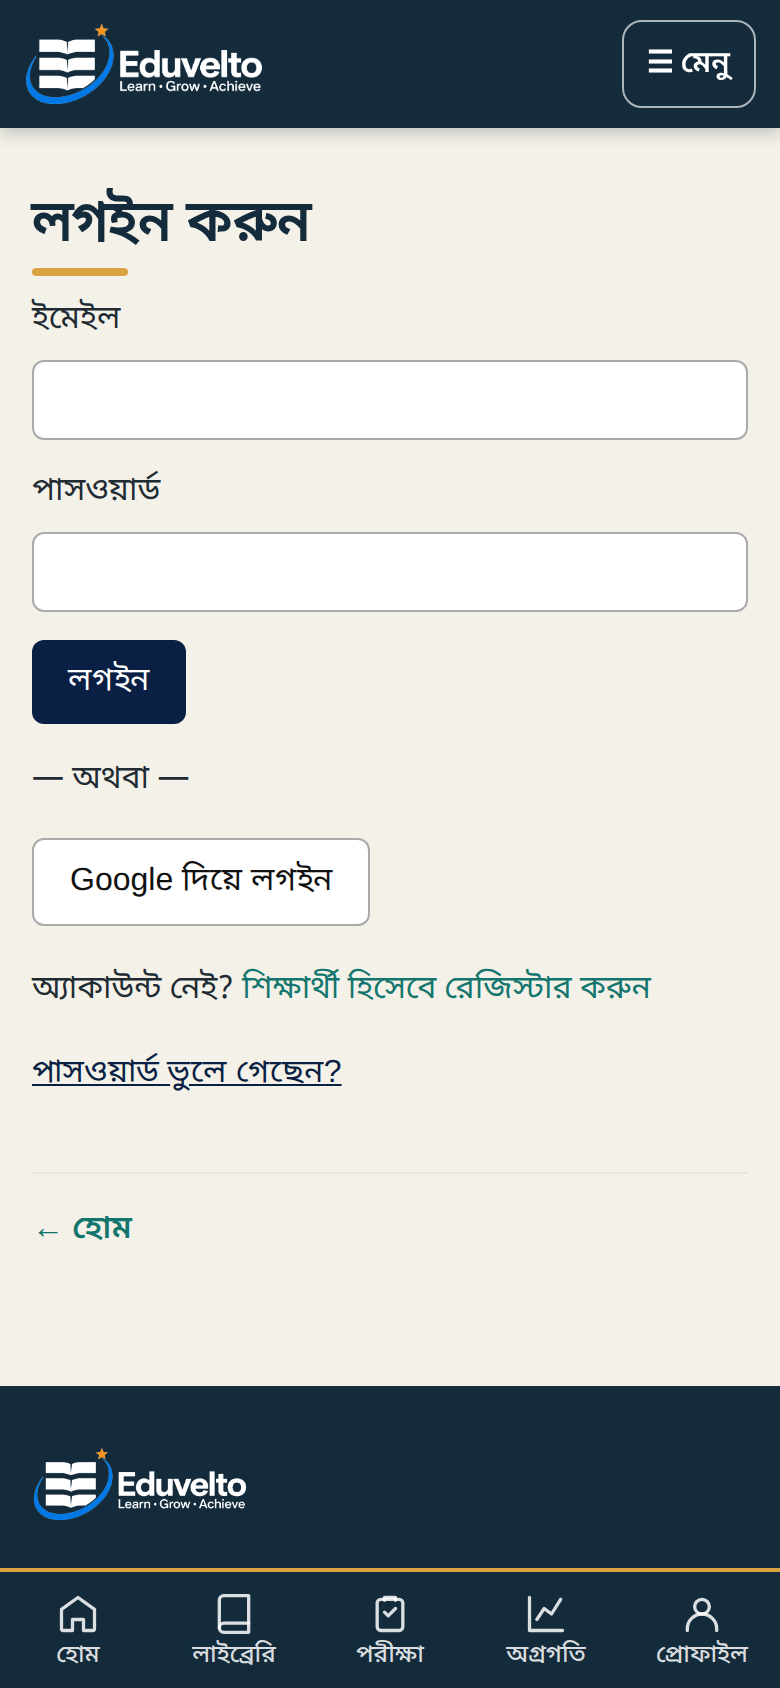 Eduvelto
Learn • Grow • Achieve
☰ মেনু
লগইন করুন
ইমেইল
পাসওয়ার্ড
লগইন
— অথবা —
Google দিয়ে লগইন
অ্যাকাউন্ট নেই? শিক্ষার্থী হিসেবে রেজিস্টার করুন
পাসওয়ার্ড ভুলে গেছেন?
← হোম
Eduvelto
Learn • Grow • Achieve
হোম লাইব্রেরি পরীক্ষা অগ্রগতি প্রোফাইল